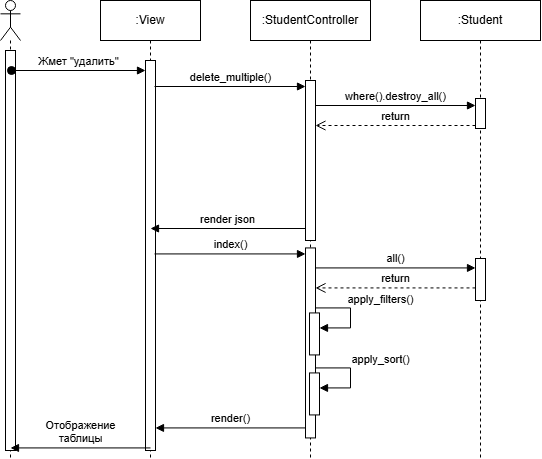 :View
:StudentController
:Student
Жмет "удалить"
delete_multiple()
where().destroy_all()
return
render json
index()
all()
return
apply_filters()
apply_sort()
render()
Отображение
таблицы